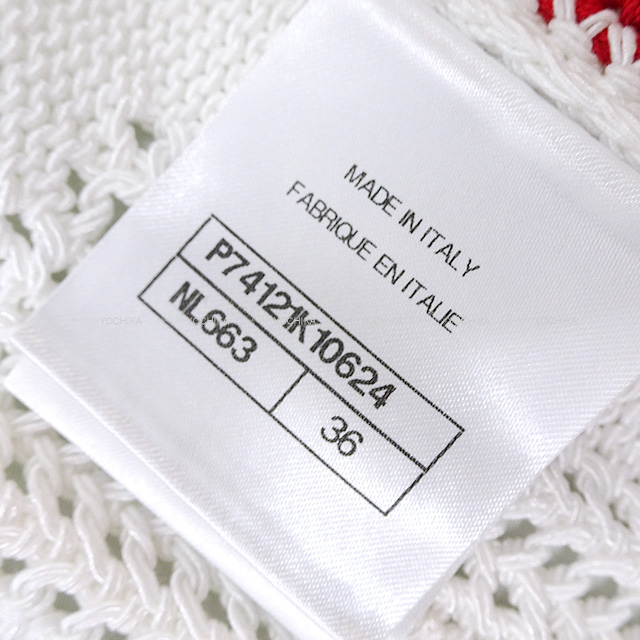 MADE IN ITALY
FABRIQUE EN ITALIE
P74121K10624
NL663
36